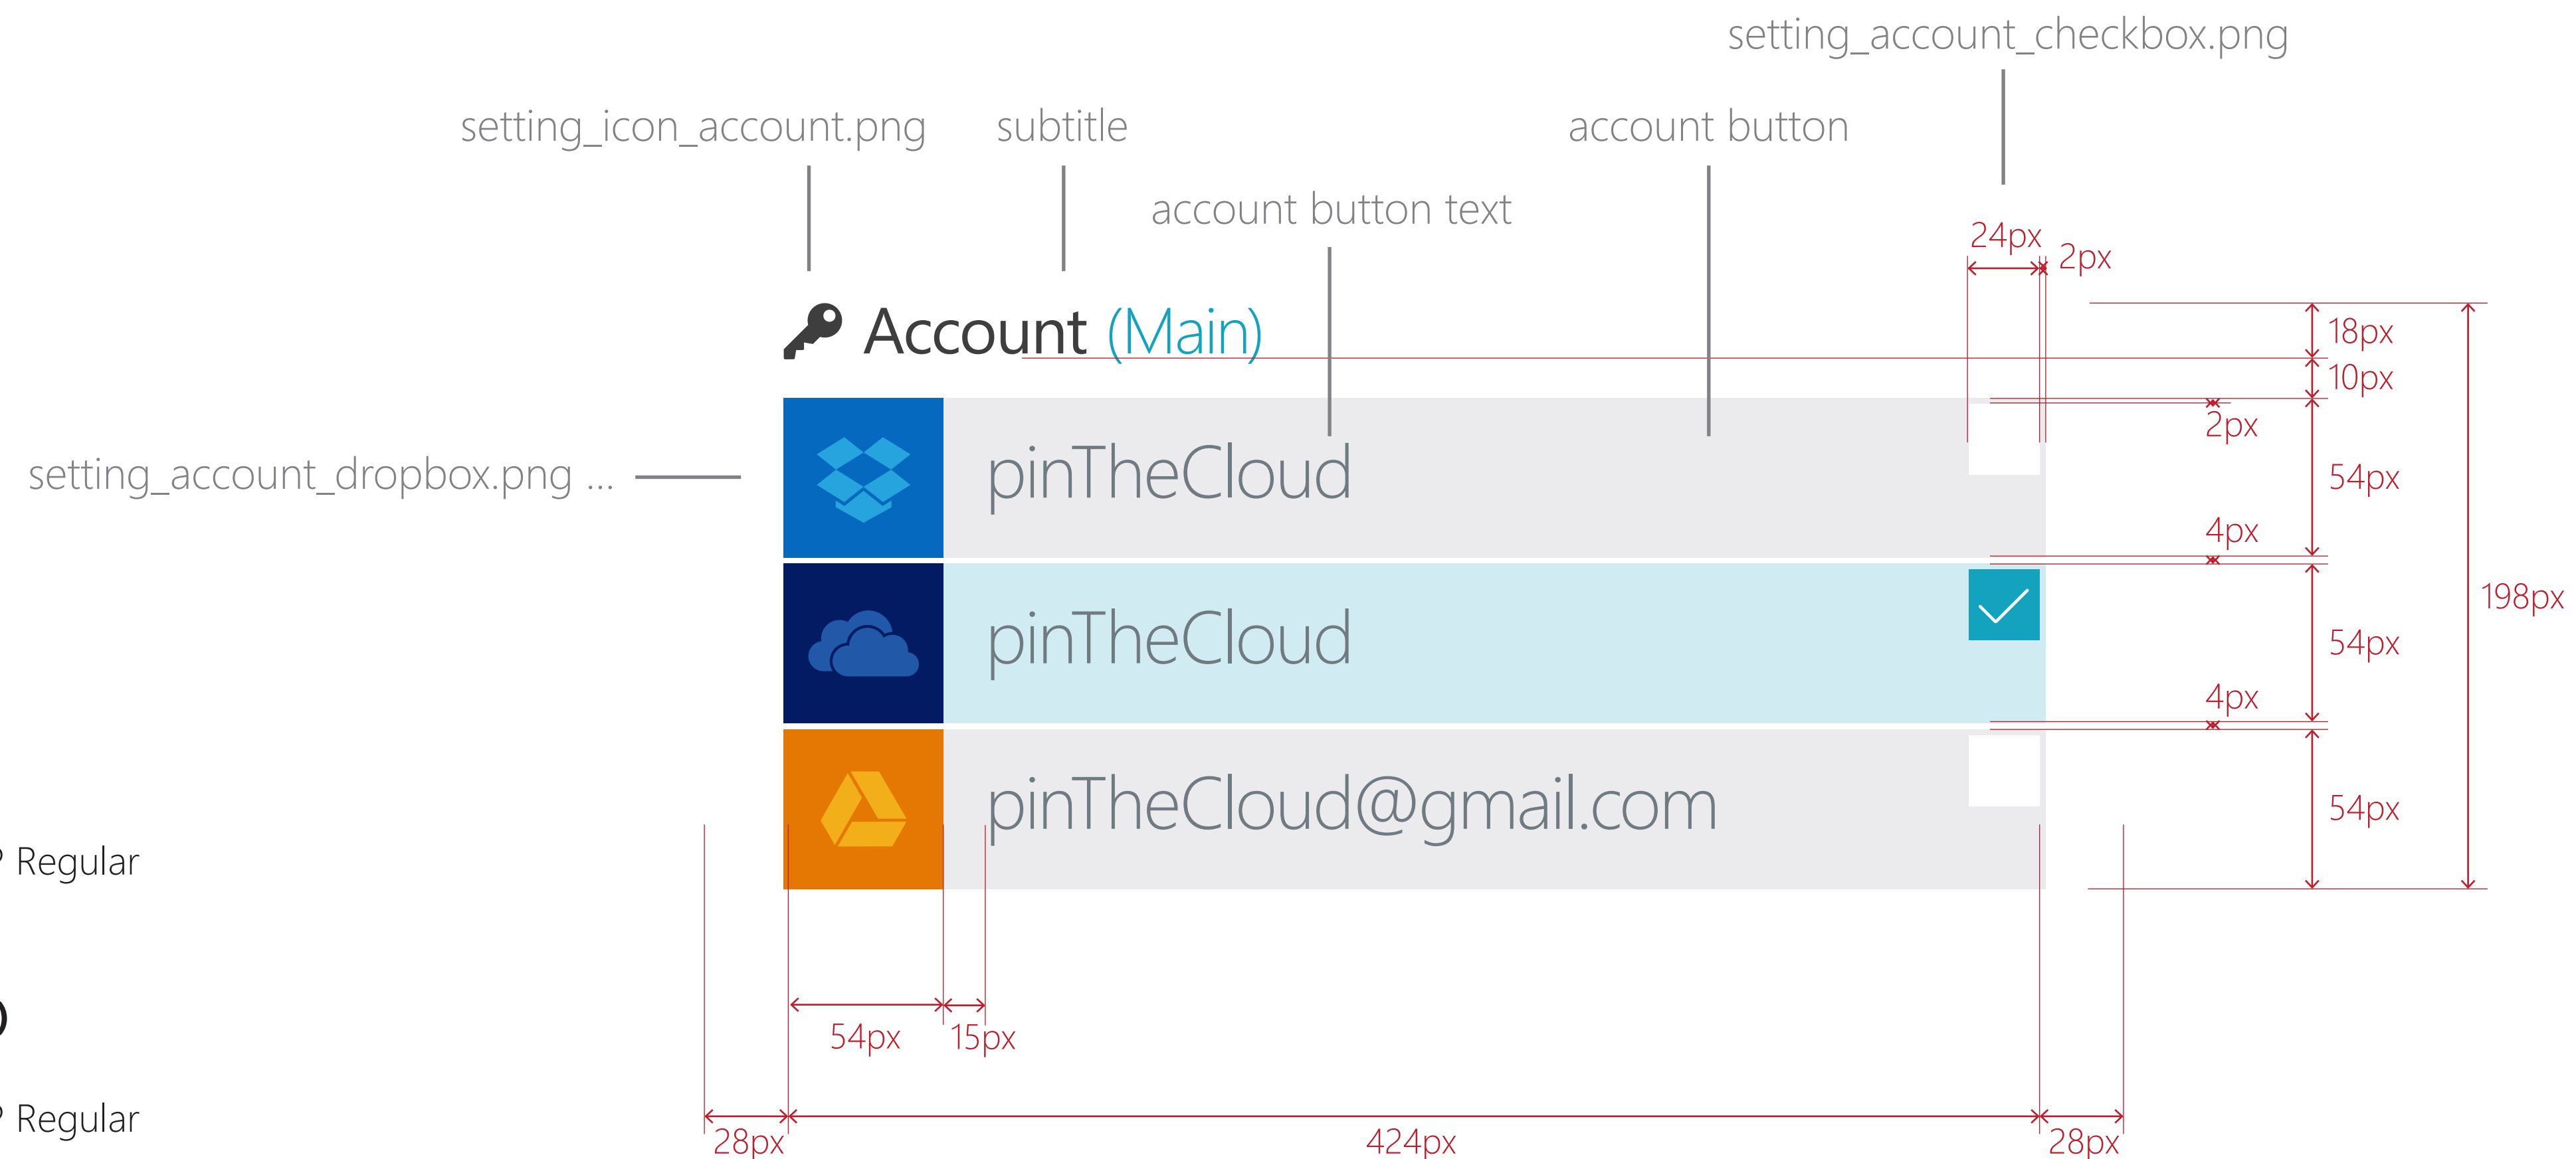 setting_account_checkbox.png
setting_icon_account.png
subtitle
account button
account button text
24px
2px
Account (Main)
18px
10px
2px
setting_account_dropbox.png ...
pinTheCloud
54px
4px
pinTheCloud
54px
198px
4px
pinTheCloud@gmail.com
54px
Regular
54px
15px
Regular
28px
424px
28px